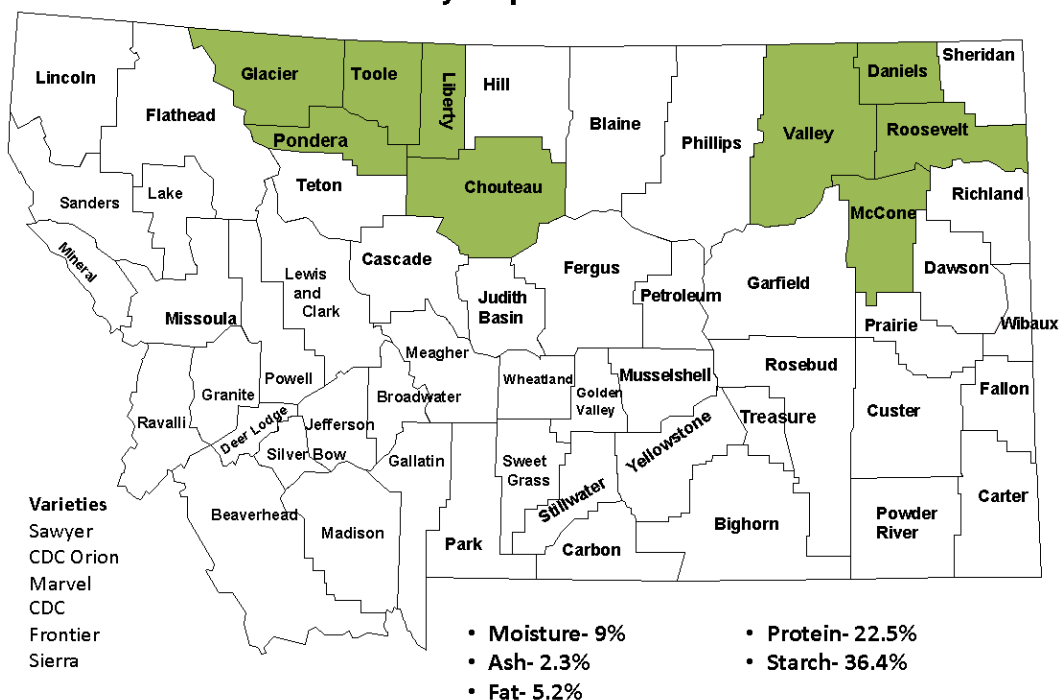 Lincoln
Flathead
Glacier
Toole
Liberty
Hill
Blaine
Phillips
Valley
Daniels
Sheridan
Roosevelt
Pondera
Teton
Chouteau
McCone
Richland
Sanders
Lake
Mineral
Missoula
Lewis
and
Clark
Cascade
Judith
Basin
Fergus
Petroleum
Garfield
Dawson
Prairie
Wibaux
Ravalli
Granite
Powell
Deer Lodge
Silver Bow
Jefferson
Broadwater
Meagher
Wheatland
Golden
Valley
Musselshell
Rosebud
Treasure
Custer
Fallon
Beaverhead
Madison
Gallatin
Park
Sweet
Grass
Stillwater
Yellowstone
Carbon
Bighorn
Powder
River
Carter
Varieties
Sawyer
CDC Orion
Marvel
CDC
Frontier
Sierra
• Moisture- 9%
• Ash- 2.3%
• Fat- 5.2%
• Protein- 22.5%
• Starch- 36.4%